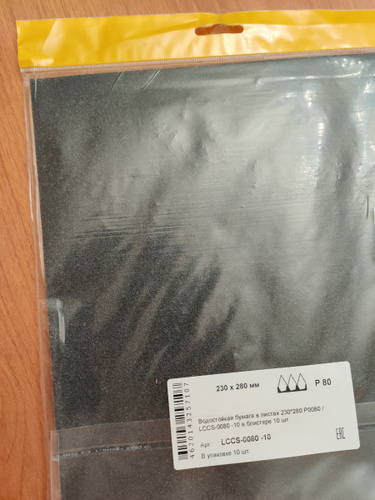 230 x 280 мм P 80
Водостойкая бумага в листах 230*280 P0080 /
LCCS-0080 -10 в блистере 10 шт
Арт. LCCS-0080 -10
В упаковке 10 шт.
EAC
4620143257107